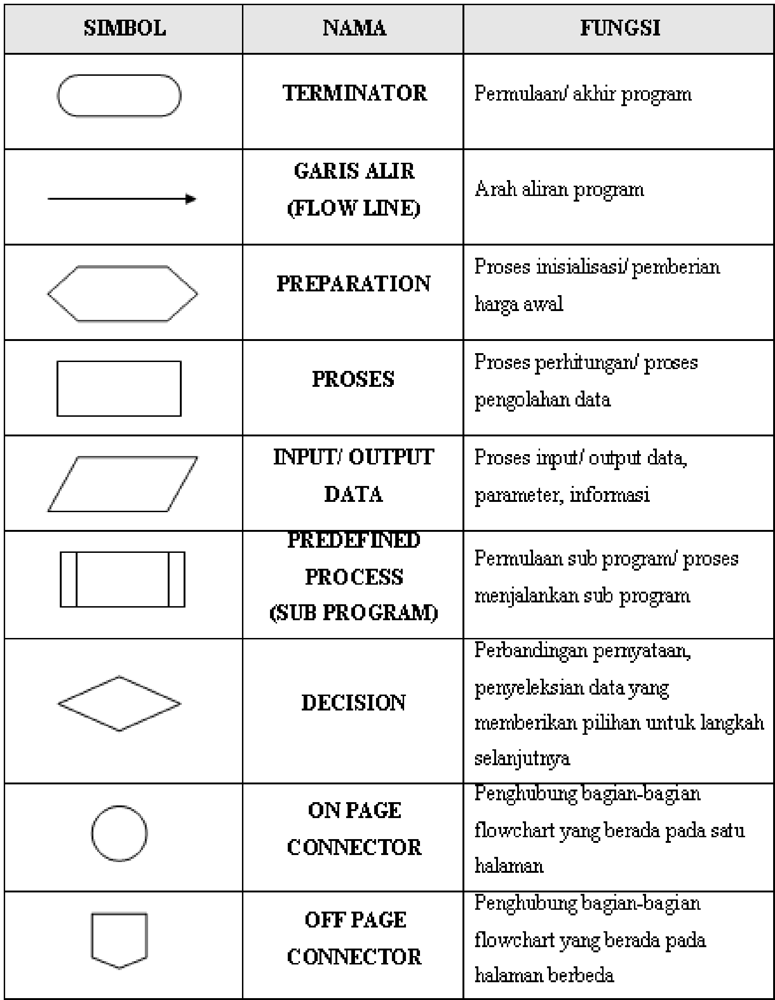 SIMBOL NAMA FUNGSI
TERMINATOR
Permulaan/ akhir program
GARIS ALIR
(FLOW LINE)
Arah aliran program
PREPARATION
Proses inisialisasi/ pemberian
harga awal
PROSES
Proses perhitungan/ proses
pengolahan data
INPUT/ OUTPUT
DATA
Proses input/ output data,
parameter, informasi
PREDEFINED
PROCESS
(SUB PROGRAM)
Permulaan sub program/ proses
menjalankan sub program
DECISION
Perbandingan pernyataan,
penyeleksian data yang
memberikan pilihan untuk langkah
selanjutnya
ON PAGE
CONNECTOR
Penghubung bagian-bagian
flowchart yang berada pada satu
halaman
OFF PAGE
CONNECTOR
Penghubung bagian-bagian
flowchart yang berada pada
halaman berbeda